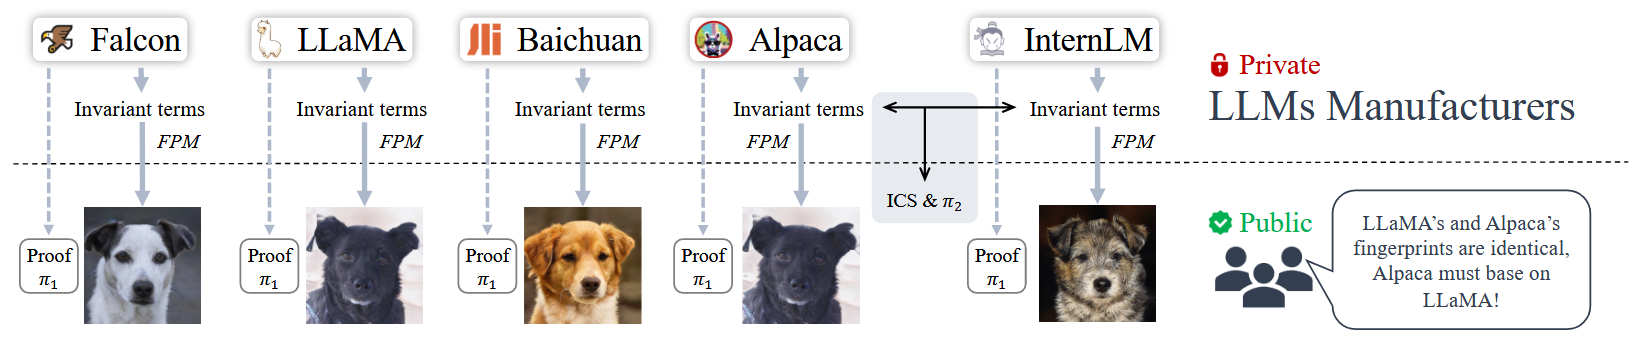 Falcon
LLaMA
Baichuan
Alpaca
InternLM
Invariant terms
Invariant terms
Invariant terms
Invariant terms
Invariant terms
FPM
FPM
FPM
FPM
FPM
Private
LLMs Manufacturers
ICS & π₂
Proof
π₁
Proof
π₁
Proof
π₁
Proof
π₁
Proof
π₁
Public
LLaMA’s and Alpaca’s
fingerprints are identical,
Alpaca must base on
LLaMA!